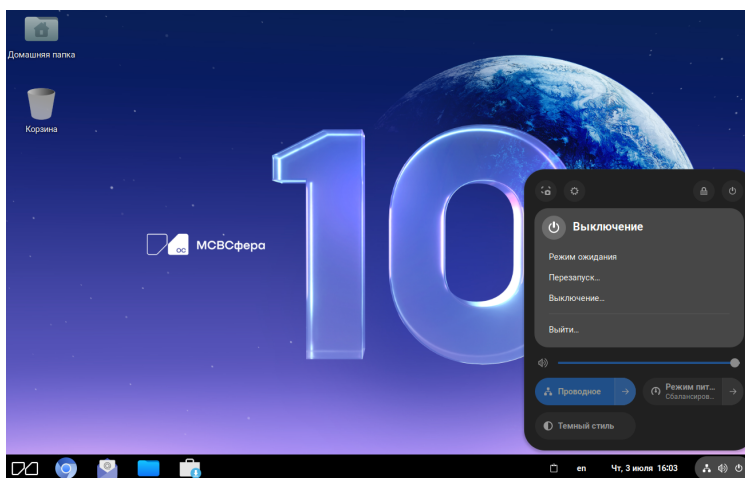 Домашняя папка
Корзина
10
ОС
МСВСфера
Выключение
Режим ожидания
Перезапуск...
Выключение...
Выйти...
Проводное
Режим пит...
Сбалансиров...
Темный стиль
en
Чт, 3 июля 16:03